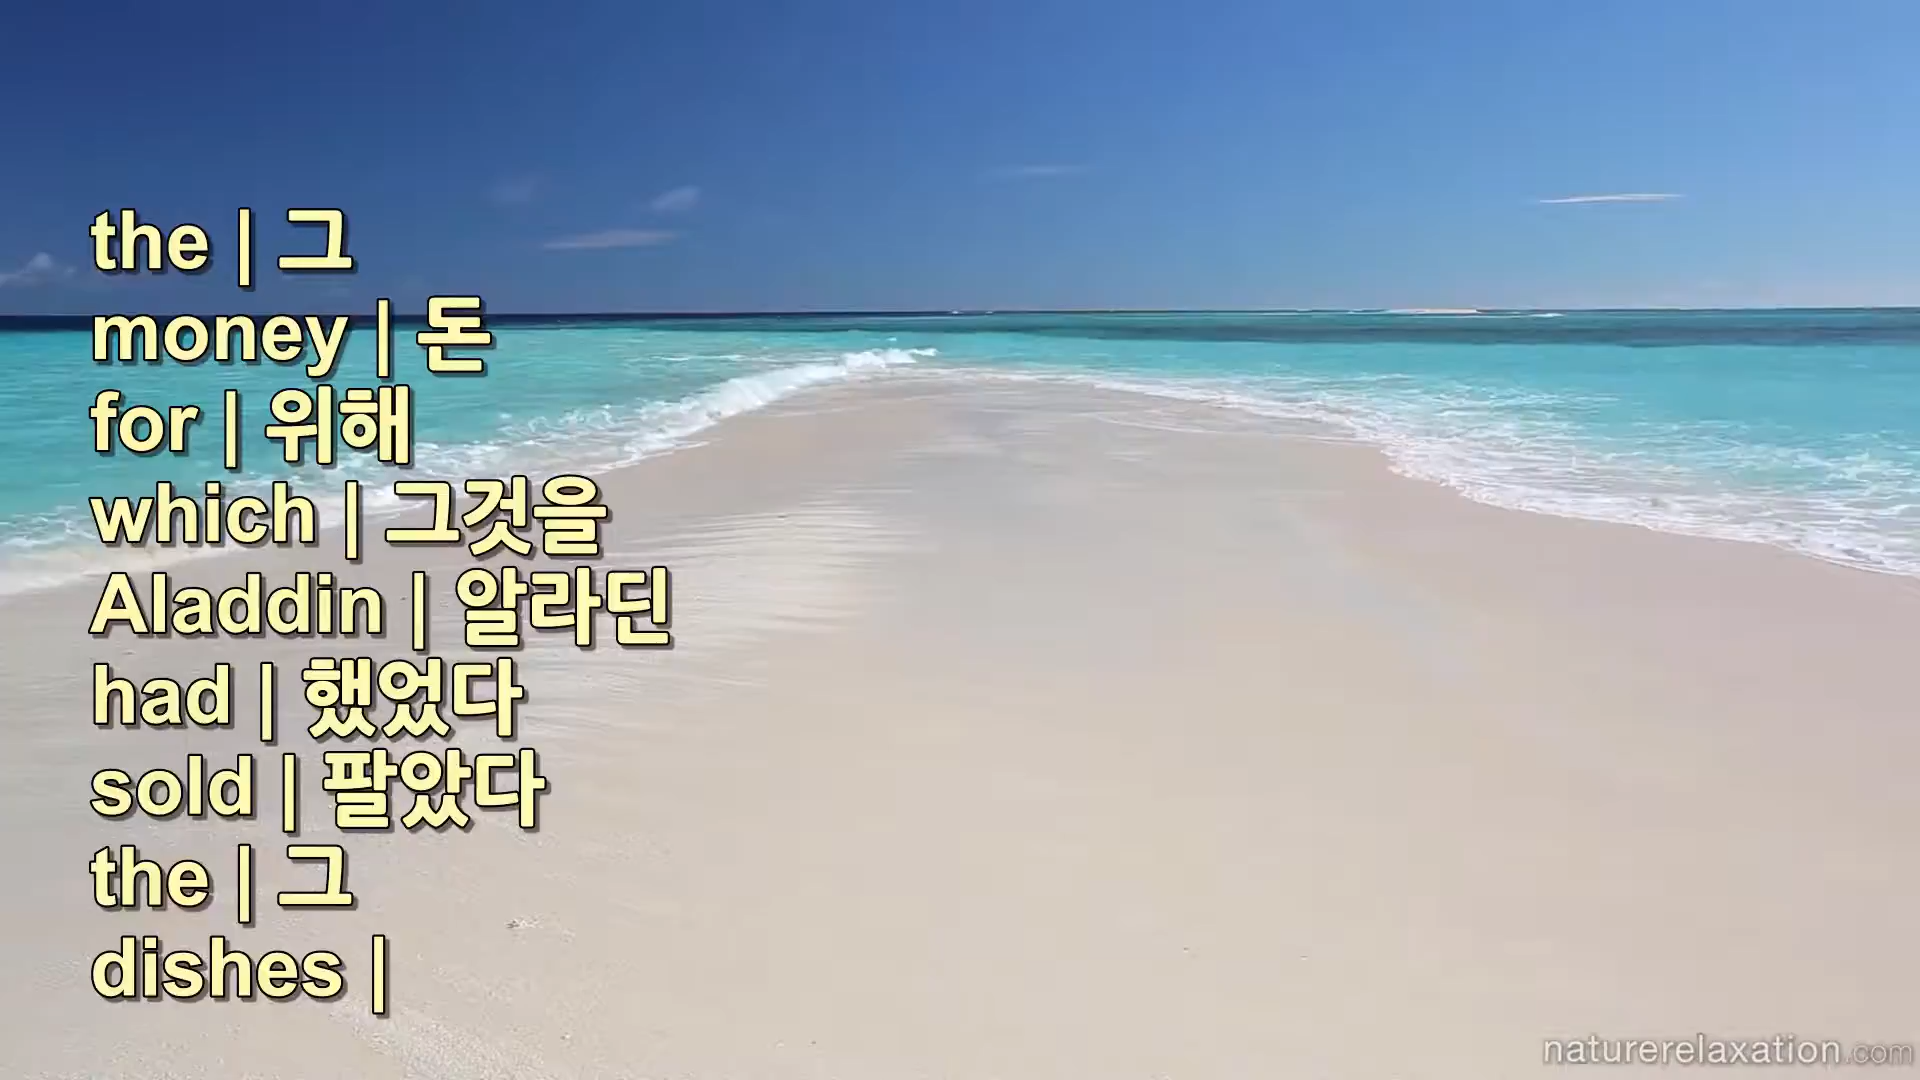 the | 그
money | 돈
for | 위해
which | 그것을
Aladdin | 알라딘
had | 했었다
sold | 팔았다
the | 그
dishes |
naturerelaxation.com